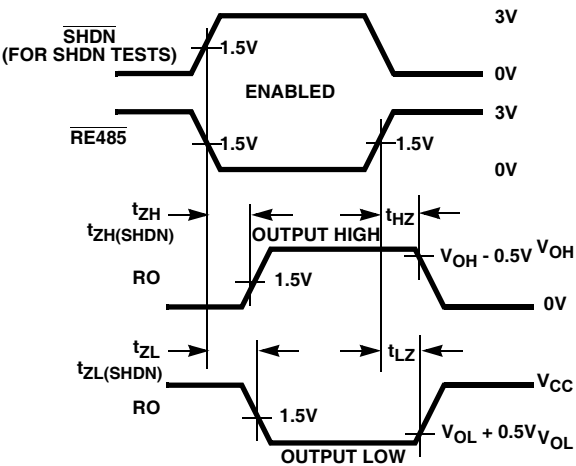 SHDN
(FOR SHDN TESTS)
3V
1.5V
0V
ENABLED
3V
RE485
1.5V
1.5V
0V
tZH
tZH(SHDN)
tHZ
OUTPUT HIGH
VOH - 0.5V
VOH
RO
1.5V
0V
tZL
tZL(SHDN)
tLZ
VCC
RO
1.5V
VOL + 0.5V
VOL
OUTPUT LOW